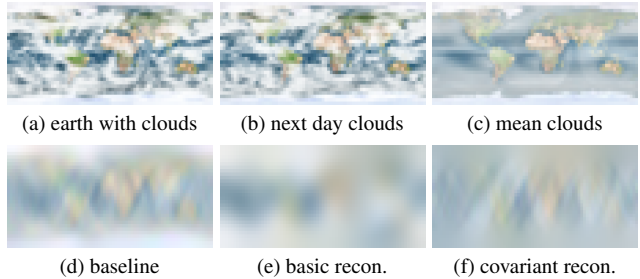 (a) earth with clouds
(b) next day clouds
(c) mean clouds
(d) baseline
(e) basic recon.
(f) covariant recon.